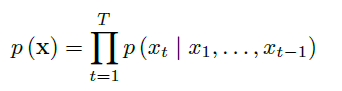 p(𝐱) = ∏_{t=1}^{T} p(x_t | x_1, …, x_{t−1})